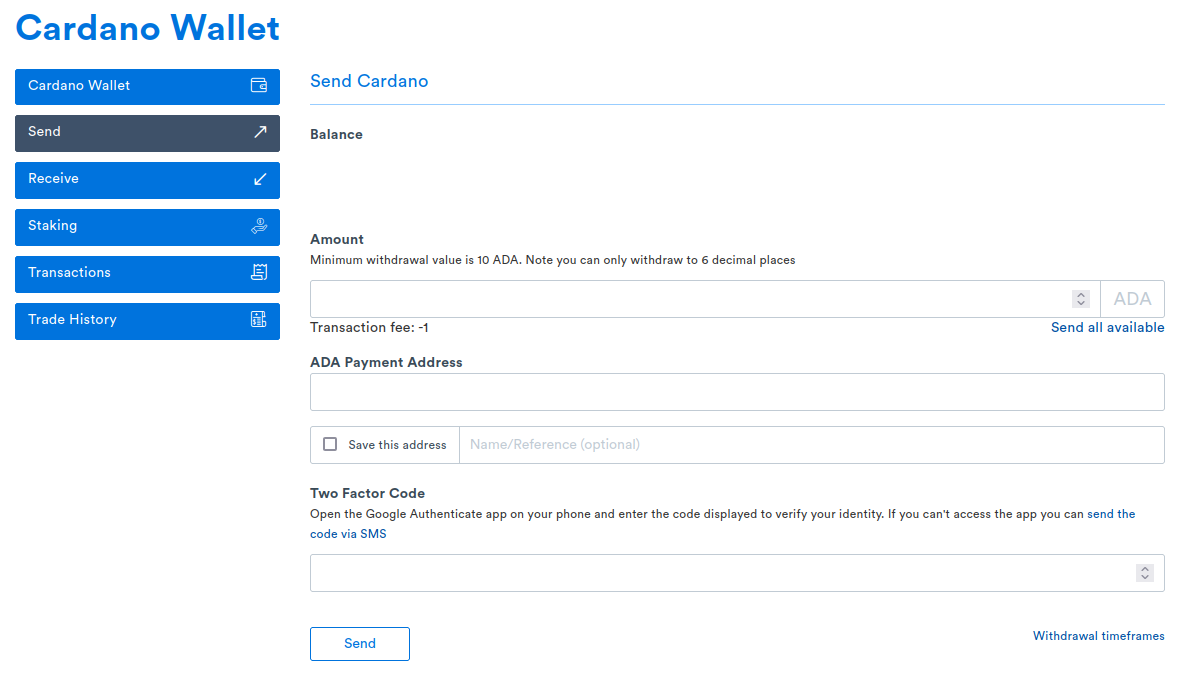 Cardano Wallet
Cardano Wallet
Send
Receive
Staking
Transactions
Trade History
Send Cardano
Balance
Amount
Minimum withdrawal value is 10 ADA. Note you can only withdraw to 6 decimal places
ADA
Transaction fee: -1
Send all available
ADA Payment Address
Save this address
Name/Reference (optional)
Two Factor Code
Open the Google Authenticate app on your phone and enter the code displayed to verify your identity. If you can't access the app you can send the
code via SMS
Send
Withdrawal timeframes